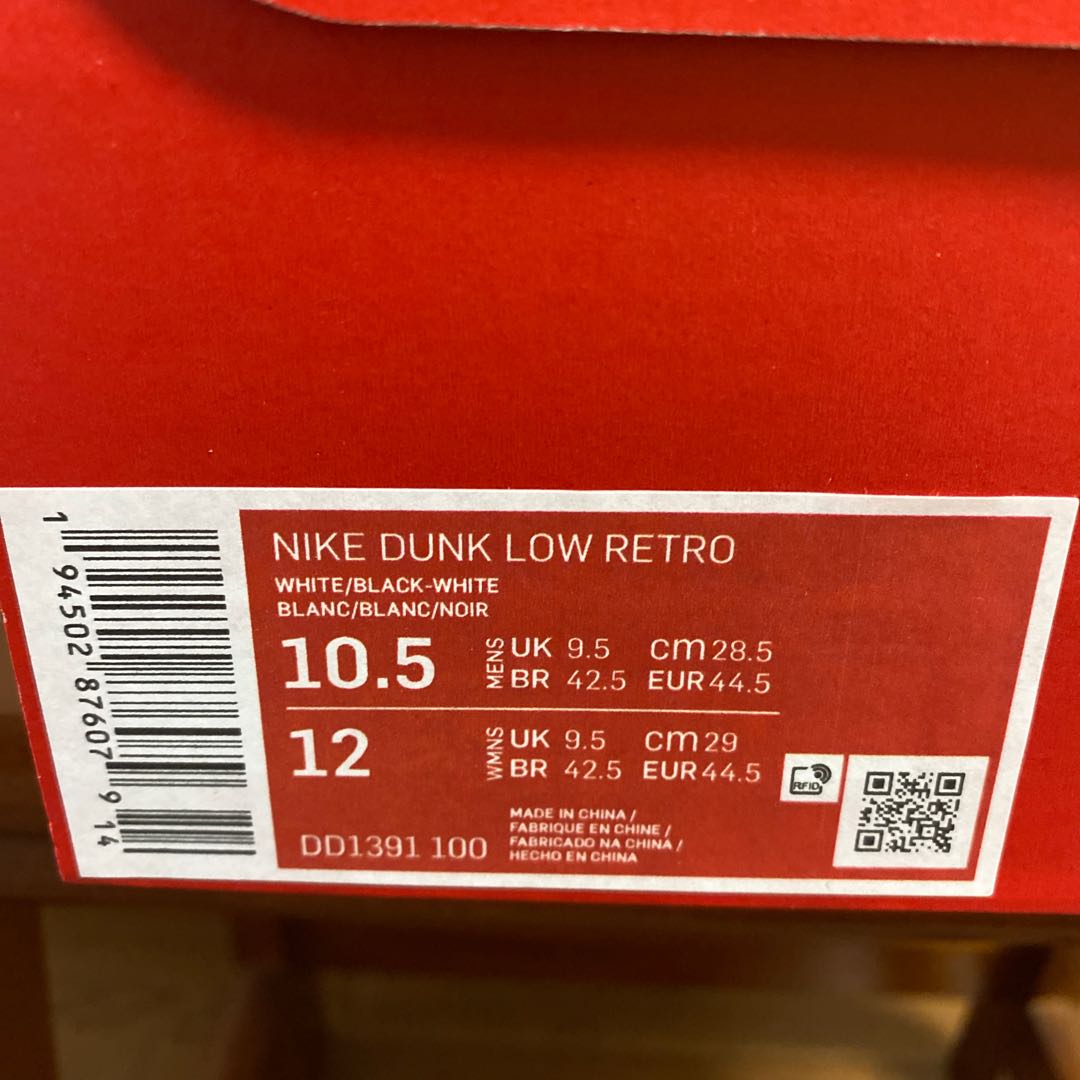 NIKE DUNK LOW RETRO
WHITE/BLACK-WHITE
BLANC/BLANC/NOIR
10.5 MENS UK 9.5 cm 28.5
BR 42.5 EUR 44.5
12 WMNS UK 9.5 cm 29
BR 42.5 EUR 44.5
RFID
DD1391 100
MADE IN CHINA /
FABRIQUE EN CHINE /
FABRICADO NA CHINA /
HECHO EN CHINA
1 94502 87607 9 14